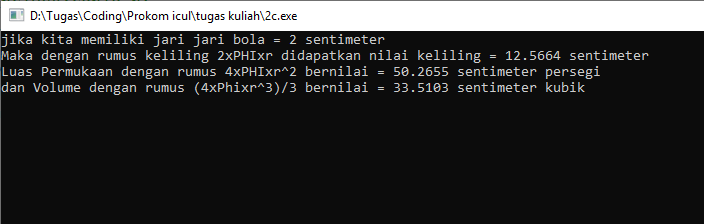 D:\Tugas\Coding\Prokom icul\tugas kuliah\2c.exe
jika kita memiliki jari jari bola = 2 sentimeter
Maka dengan rumus keliling 2xPHIxr didapatkan nilai keliling = 12.5664 sentimeter
Luas Permukaan dengan rumus 4xPHIxr^2 bernilai = 50.2655 sentimeter persegi
dan Volume dengan rumus (4xPhixr^3)/3 bernilai = 33.5103 sentimeter kubik